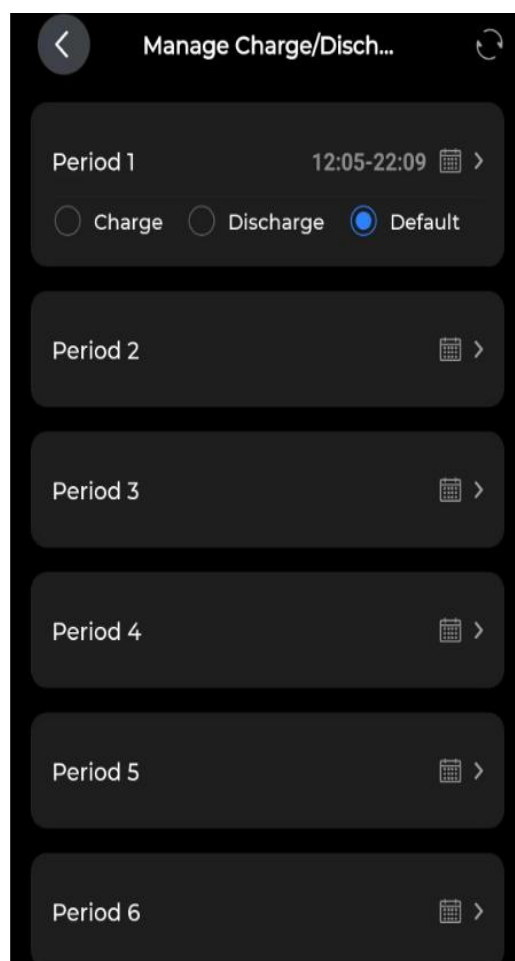 Manage Charge/Disch...
Period 1 12:05-22:09
Charge Discharge Default
Period 2
Period 3
Period 4
Period 5
Period 6